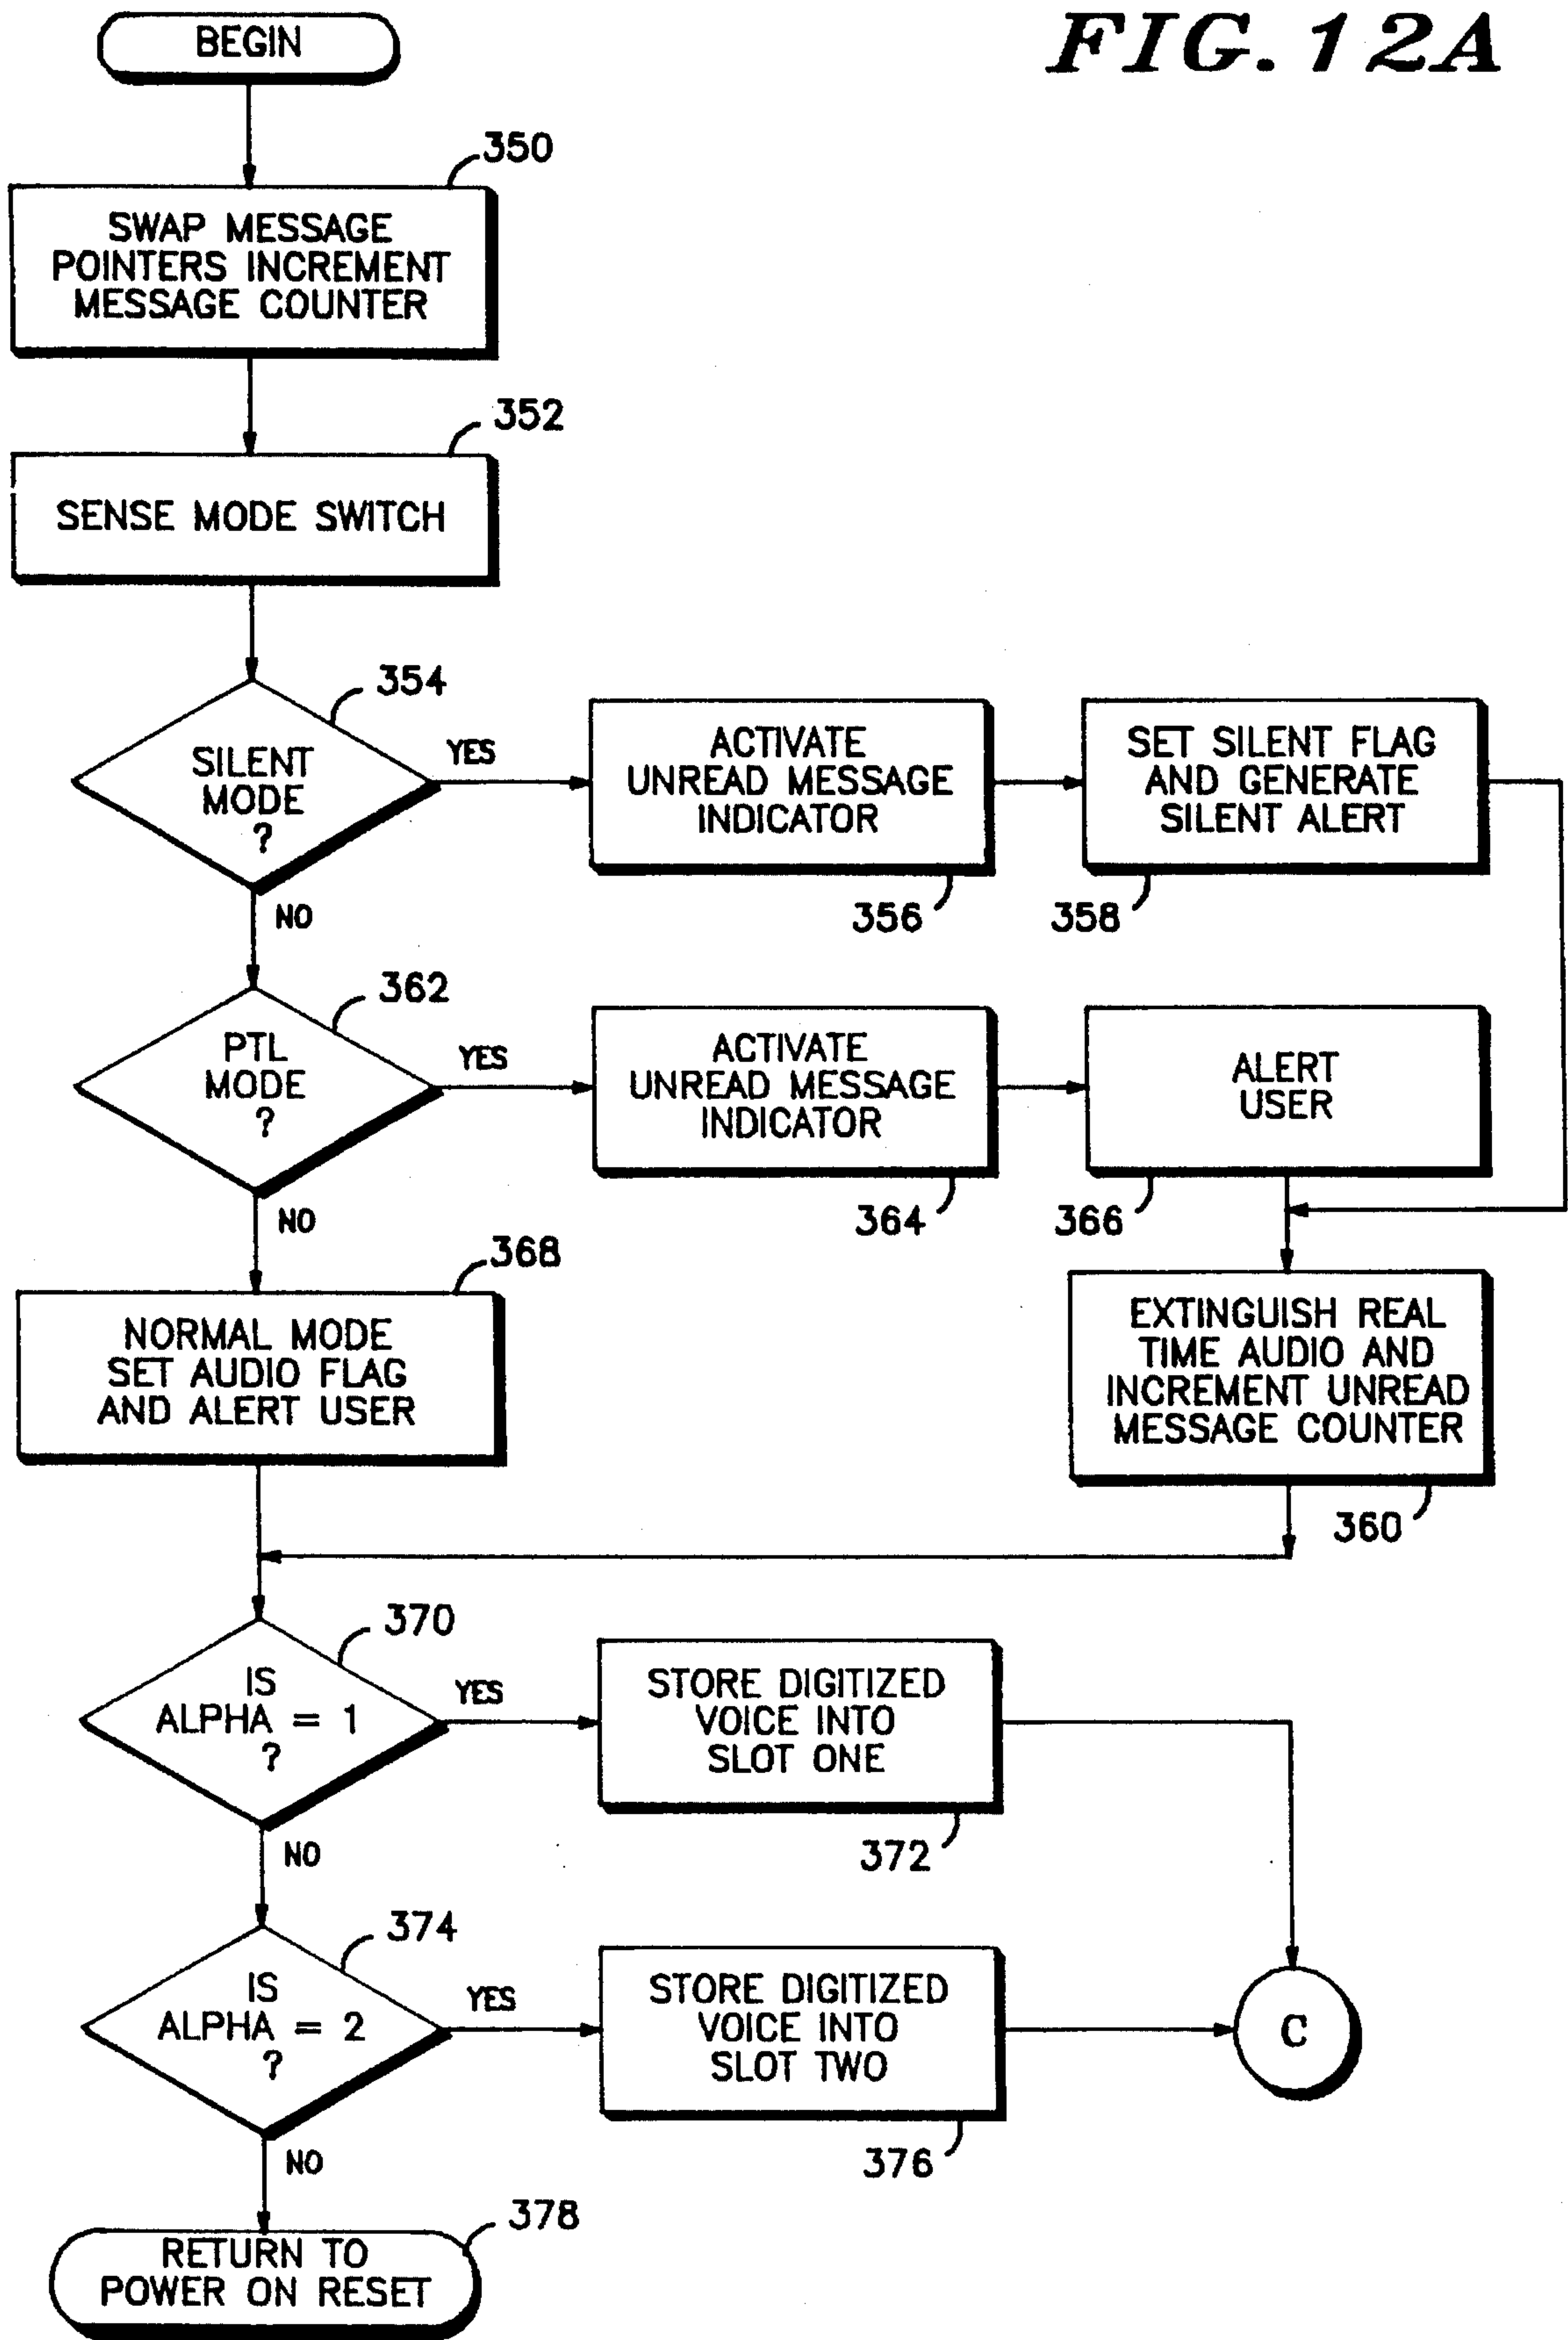 FIG. 12A
BEGIN
350
SWAP MESSAGE
POINTERS INCREMENT
MESSAGE COUNTER
352
SENSE MODE SWITCH
354
SILENT
MODE
?
YES
NO
ACTIVATE
UNREAD MESSAGE
INDICATOR
356
SET SILENT FLAG
AND GENERATE
SILENT ALERT
358
362
PTL
MODE
?
YES
NO
ACTIVATE
UNREAD MESSAGE
INDICATOR
364
ALERT
USER
366
368
NORMAL MODE
SET AUDIO FLAG
AND ALERT USER
EXTINGUISH REAL
TIME AUDIO AND
INCREMENT UNREAD
MESSAGE COUNTER
360
370
IS
ALPHA = 1
?
YES
NO
STORE DIGITIZED
VOICE INTO
SLOT ONE
372
374
IS
ALPHA = 2
?
YES
NO
STORE DIGITIZED
VOICE INTO
SLOT TWO
376
C
378
RETURN TO
POWER ON RESET